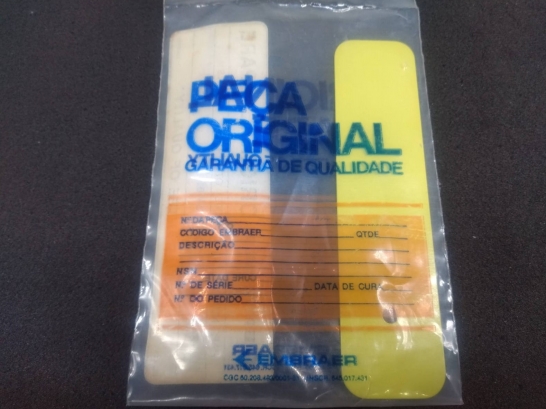 PEÇA
ORIGINAL
GARANTIA DE QUALIDADE
Nº DA PEÇA
CÓDIGO EMBRAER QTDE
DESCRIÇÃO
Nº DE SÉRIE DATA DE CURA
Nº DO PEDIDO
EMBRAER